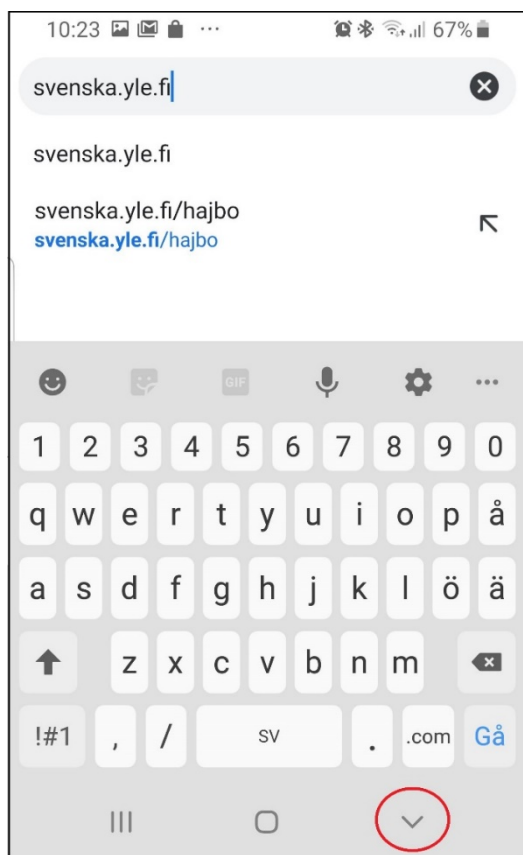 10:23 67%
svenska.yle.fi
svenska.yle.fi
svenska.yle.fi/hajbo
svenska.yle.fi/hajbo
GIF
1 2 3 4 5 6 7 8 9 0
q w e r t y u i o p å
a s d f g h j k l ö ä
z x c v b n m
!#1 , / SV . .com Gå